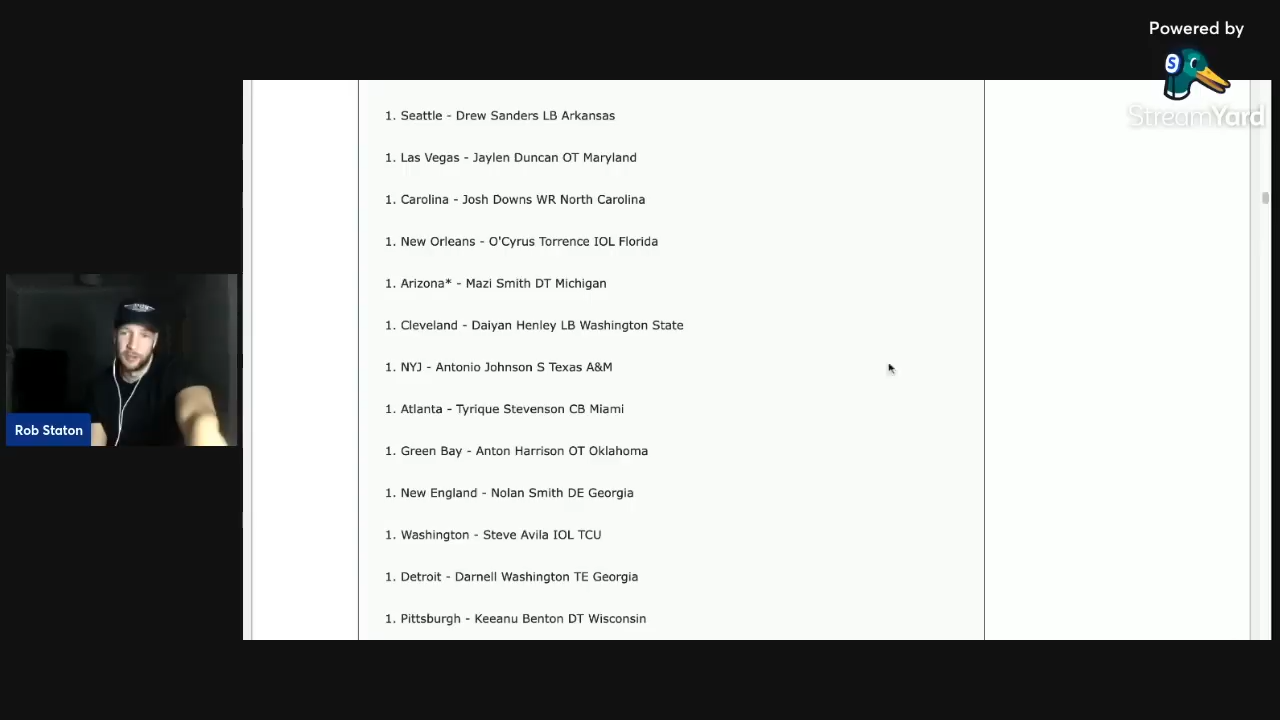 Powered by
S
StreamYard
1. Seattle - Drew Sanders LB Arkansas
1. Las Vegas - Jaylen Duncan OT Maryland
1. Carolina - Josh Downs WR North Carolina
1. New Orleans - O'Cyrus Torrence IOL Florida
1. Arizona* - Mazi Smith DT Michigan
1. Cleveland - Daiyan Henley LB Washington State
1. NYJ - Antonio Johnson S Texas A&M
1. Atlanta - Tyrique Stevenson CB Miami
1. Green Bay - Anton Harrison OT Oklahoma
1. New England - Nolan Smith DE Georgia
1. Washington - Steve Avila IOL TCU
1. Detroit - Darnell Washington TE Georgia
1. Pittsburgh - Keeanu Benton DT Wisconsin
Rob Staton